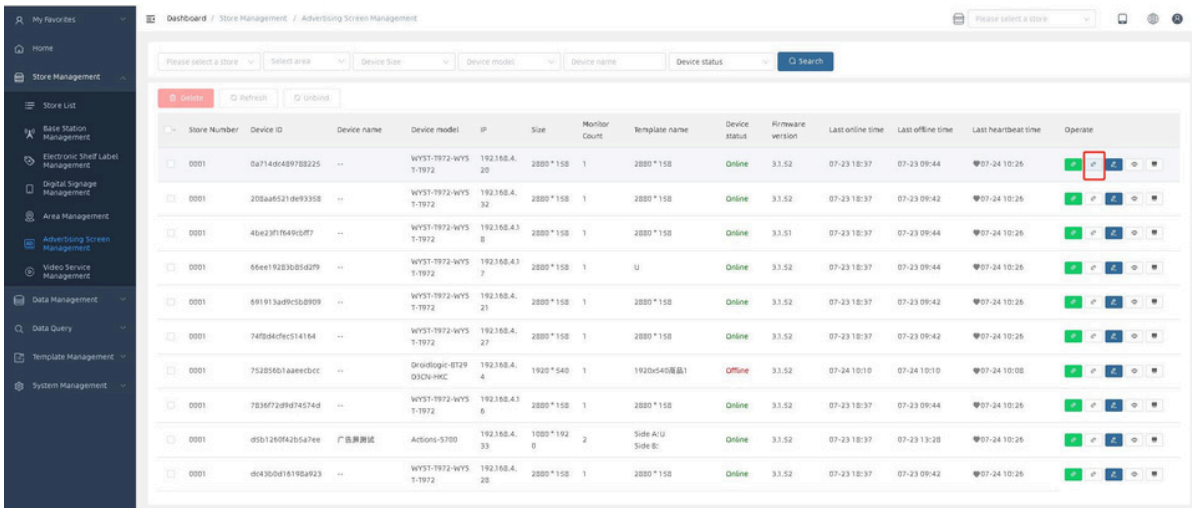 My Favorites
Dashboard / Store Management / Advertising Screen Management
Please select a store
Home
Store Management
Store List
Base Station
Management
Electronic Shelf Label
Management
Digital Signage
Management
Area Management
Advertising Screen
Management
Video Service
Management
Data Management
Data Query
Template Management
System Management
Please select a store Select area Device Size Device model Device name Device status Search
Delete Refresh Unbind
Store Number Device ID Device name Device model IP Size Monitor Count Template name Device status Firmware version Last online time Last offline time Last heartbeat time Operate
0001 0a714dc489788225 -- WYST-T972-WYS 192.168.4. 2880*158 1 2880*158 Online 3.1.52 07-23 18:37 07-23 09:44 07-24 10:26
T-T972 20
0001 208aa6521de93358 -- WYST-T972-WYS 192.168.4. 2880*158 1 2880*158 Online 3.1.52 07-23 18:37 07-23 09:42 07-24 10:26
T-T972 32
0001 4be23f1f649cbff7 -- WYST-T972-WYS 192.168.4.1 2880*158 1 2880*158 Online 3.1.51 07-23 18:37 07-23 09:44 07-24 10:26
T-T972 8
0001 66ee19283b85d2f9 -- WYST-T972-WYS 192.168.4.1 2880*158 1 U Online 3.1.52 07-23 18:37 07-23 09:44 07-24 10:26
T-T972 7
0001 691913ad9c5b8909 -- WYST-T972-WYS 192.168.4. 2880*158 1 2880*158 Online 3.1.52 07-23 18:37 07-23 09:42 07-24 10:26
T-T972 21
0001 74f8d4cfec514164 -- WYST-T972-WYS 192.168.4. 2880*158 1 2880*158 Online 3.1.52 07-23 18:37 07-23 09:42 07-24 10:26
T-T972 27
0001 752856b1aaeecbcc -- Droidlogic-8T29 192.168.4. 1920*540 1 1920x540商品1 Offline 3.1.52 07-24 10:10 07-24 10:10 07-24 10:08
D3CN-HKC 4
0001 7836f72d9d74574d -- WYST-T972-WYS 192.168.4.1 2880*158 1 2880*158 Online 3.1.52 07-23 18:37 07-23 09:44 07-24 10:26
T-T972 6
0001 d5b1260f42b5a7ee 广告屏测试 Actions-S700 192.168.4. 1080*192 2 Side A:U Online 3.1.52 07-23 18:37 07-23 13:28 07-24 10:26
33 0 Side B:
0001 dc43b0d16198a923 -- WYST-T972-WYS 192.168.4. 2880*158 1 2880*158 Online 3.1.52 07-23 18:37 07-23 09:42 07-24 10:26
T-T972 28